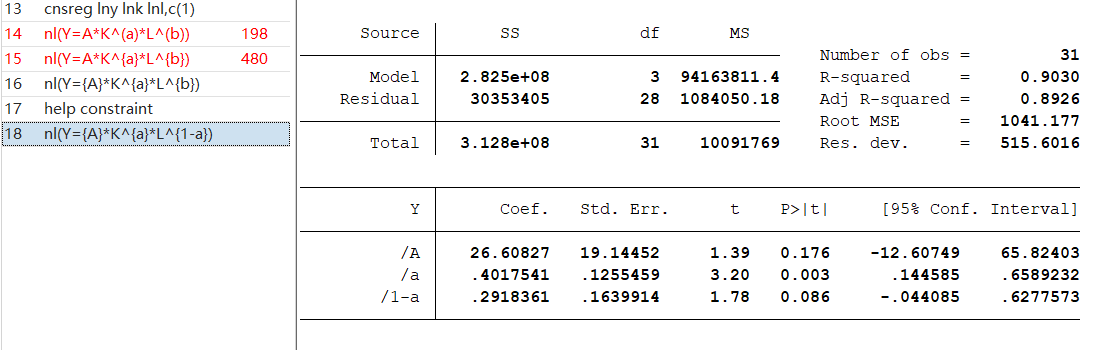 13 cnsreg lny lnk lnl,c(1)
14 nl(Y=A*K^(a)*L^(b)) 198
15 nl(Y=A*K^{a}*L^{b}) 480
16 nl(Y={A}*K^{a}*L^{b})
17 help constraint
18 nl(Y={A}*K^{a}*L^{1-a})
Source SS df MS
Number of obs = 31
Model 2.825e+08 3 94163811.4 R-squared = 0.9030
Residual 30353405 28 1084050.18 Adj R-squared = 0.8926
Root MSE = 1041.177
Total 3.128e+08 31 10091769 Res. dev. = 515.6016
Y Coef. Std. Err. t P>|t| [95% Conf. Interval]
/A 26.60827 19.14452 1.39 0.176 -12.60749 65.82403
/a .4017541 .1255459 3.20 0.003 .144585 .6589232
/1-a .2918361 .1639914 1.78 0.086 -.044085 .6277573